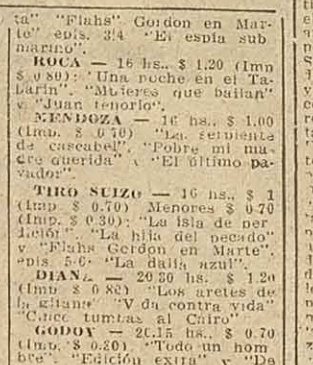 ta". "Flahs" Gordon en Mar-
te" epis. 3|4 "El espia sub
marino".
ROCA — 16 hs.. $ 1.20 (Imp
$ 0 80): "Una noche en el Ta-
barin". "Mujeres que bailan"
y "Juan Tenorio".
MENDOZA — 16 hs.. $ 1.00
(Imp. $ 0 70) "La serpiente
de cascabel". "Pobre mi ma
dre querida" y "El último pa-
yador".
TIRO SUIZO — 16 hs., $ 1
(Imp $ 0.70) Menores $ 0.70
(Imp. $ 0 30): "La isla de per
dición". "La hija del pecado"
y "Flahs Gordon en Marte".
epis. 5-6. "La dalia azul".
DIANA — 20 30 hs. $ 1.20
(Imp $ 0 80) "Los aretes de
la gitana" "V da contra vida"
"Cinco tumbas al Cairo"
GODOY — 20.15 hs.. $ 0.70
(Imp. $ 0.20) "Todo un hom
bre". "Edición extra" y "De